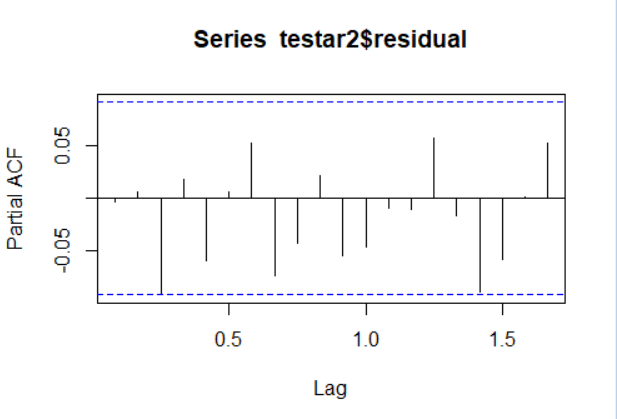 Series testar2$residual
Partial ACF
0.05
-0.05
0.5 1.0 1.5
Lag